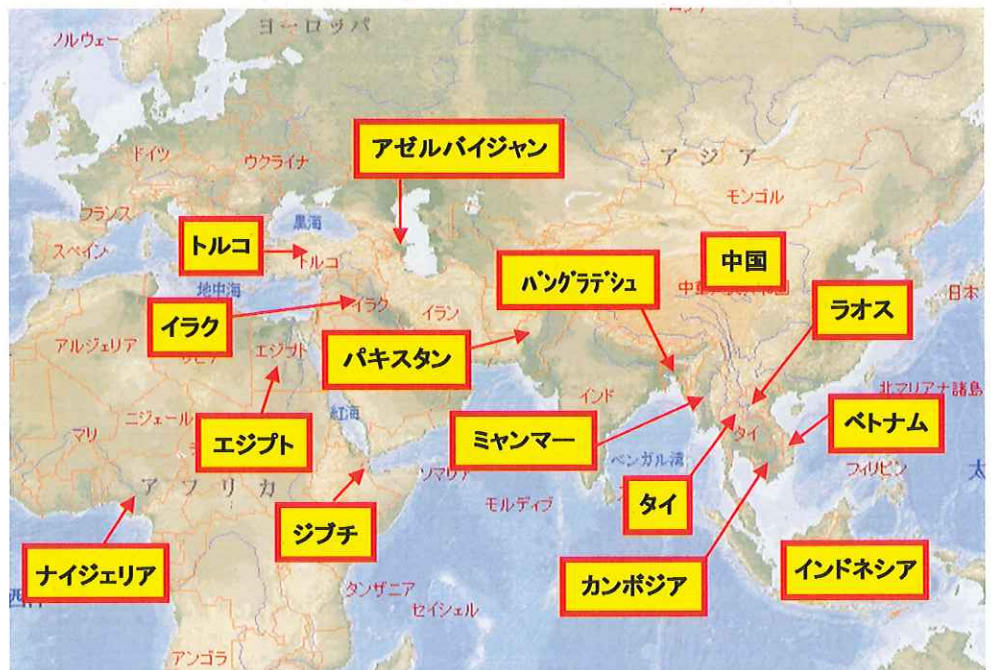 ヨーロッパ
ノルウェー
アゼルバイジャン
ドイツ
ウクライナ
アジア
モンゴル
フランス
黒海
スペイン
トルコ
トルコ
中国
バングラデシュ
地中海
ラオス
日本
イラク
イラク
イラン
アルジェリア
エジプト
パキスタン
北マリアナ諸島
インド
ニジェール
紅海
マリ
エジプト
ミャンマー
タイ
ベトナム
ベンガル湾
ソマリア
フィリピン
太
アフリカ
モルディブ
タイ
ジブチ
ナイジェリア
カンボジア
インドネシア
タンザニア
セイシェル
アンゴラ